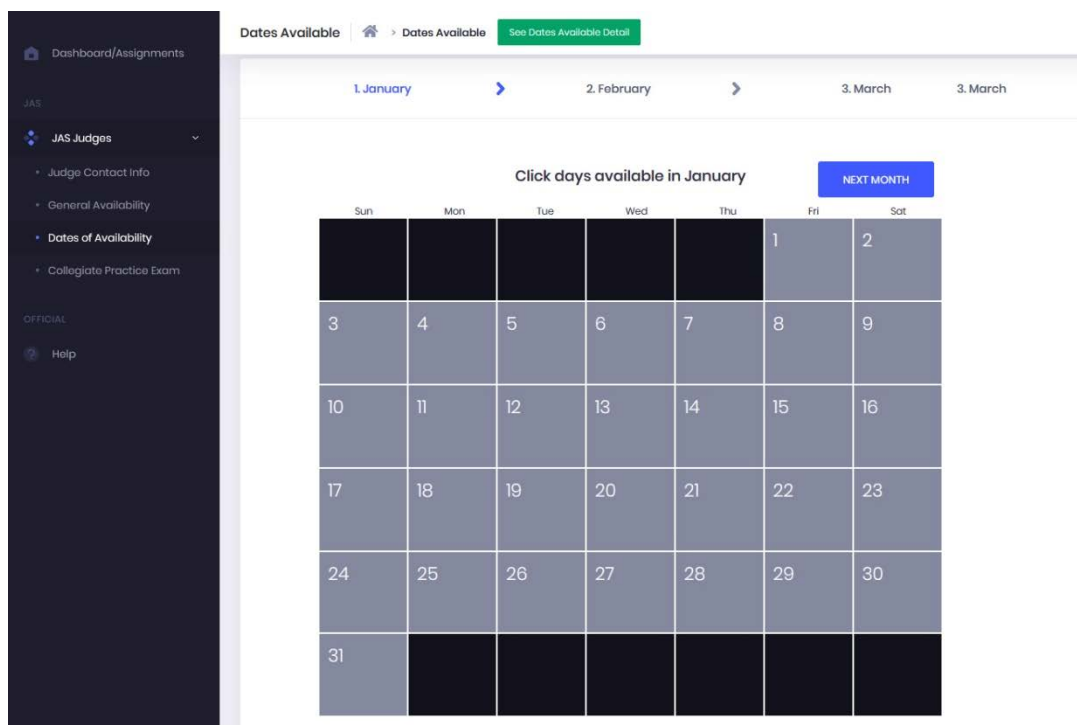 Dashboard/Assignments
JAS
JAS Judges
Judge Contact Info
General Availability
Dates of Availability
Collegiate Practice Exam
OFFICIAL
Help
Dates Available > Dates Available See Dates Available Detail
1. January 2. February 3. March 3. March
Click days available in January NEXT MONTH
Sun Mon Tue Wed Thu Fri Sat
1 2
3 4 5 6 7 8 9
10 11 12 13 14 15 16
17 18 19 20 21 22 23
24 25 26 27 28 29 30
31